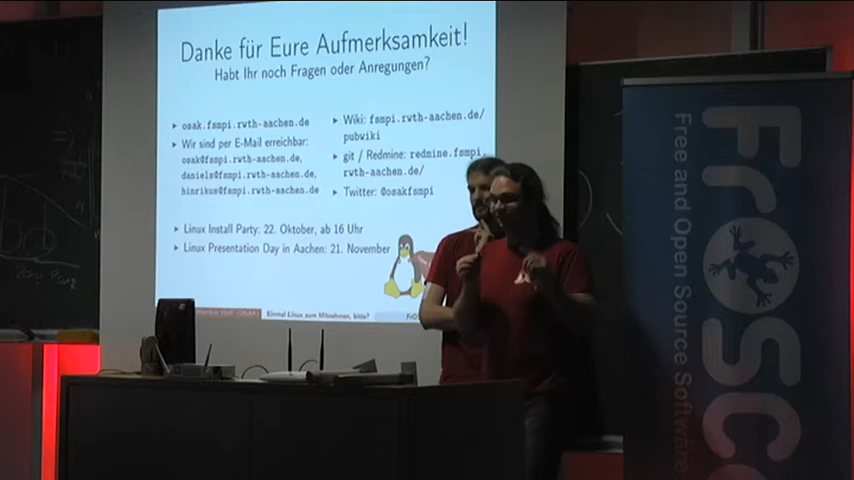 Danke für Eure Aufmerksamkeit!
Habt Ihr noch Fragen oder Anregungen?
▸ osak.fsmpi.rwth-aachen.de
▸ Wir sind per E-Mail erreichbar:
osak@fsmpi.rwth-aachen.de,
daniels@fsmpi.rwth-aachen.de,
hinrikus@fsmpi.rwth-aachen.de
▸ Wiki: fsmpi.rwth-aachen.de/
pubwiki
▸ git / Redmine: redmine.fsmpi.
rwth-aachen.de/
▸ Twitter: @osakfsmpi
▸ Linux Install Party: 22. Oktober, ab 16 Uhr
▸ Linux Presentation Day in Aachen: 21. November
Einmal Linux zum Mitnehmen, bitte?
FrOSC
Free and Open Source Software